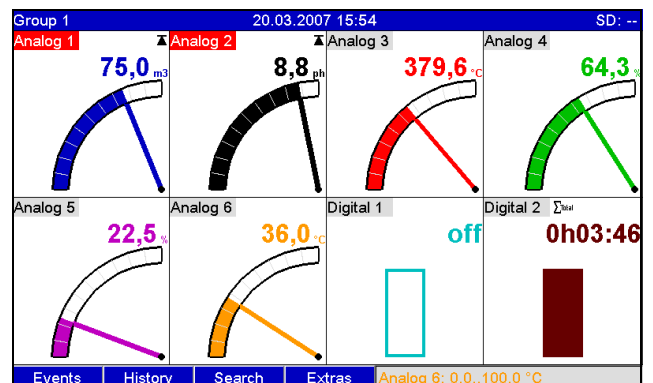 Group 1 20.03.2007 15:54 SD: --
Analog 1 Analog 2 Analog 3 Analog 4
75,0 m3 8,8 ph 379,6 °C 64,3 %
Analog 5 Analog 6 Digital 1 Digital 2 ΣTotal
22,5 % 36,0 °C off 0h03:46
Events History Search Extras Analog 6: 0.0..100.0 °C